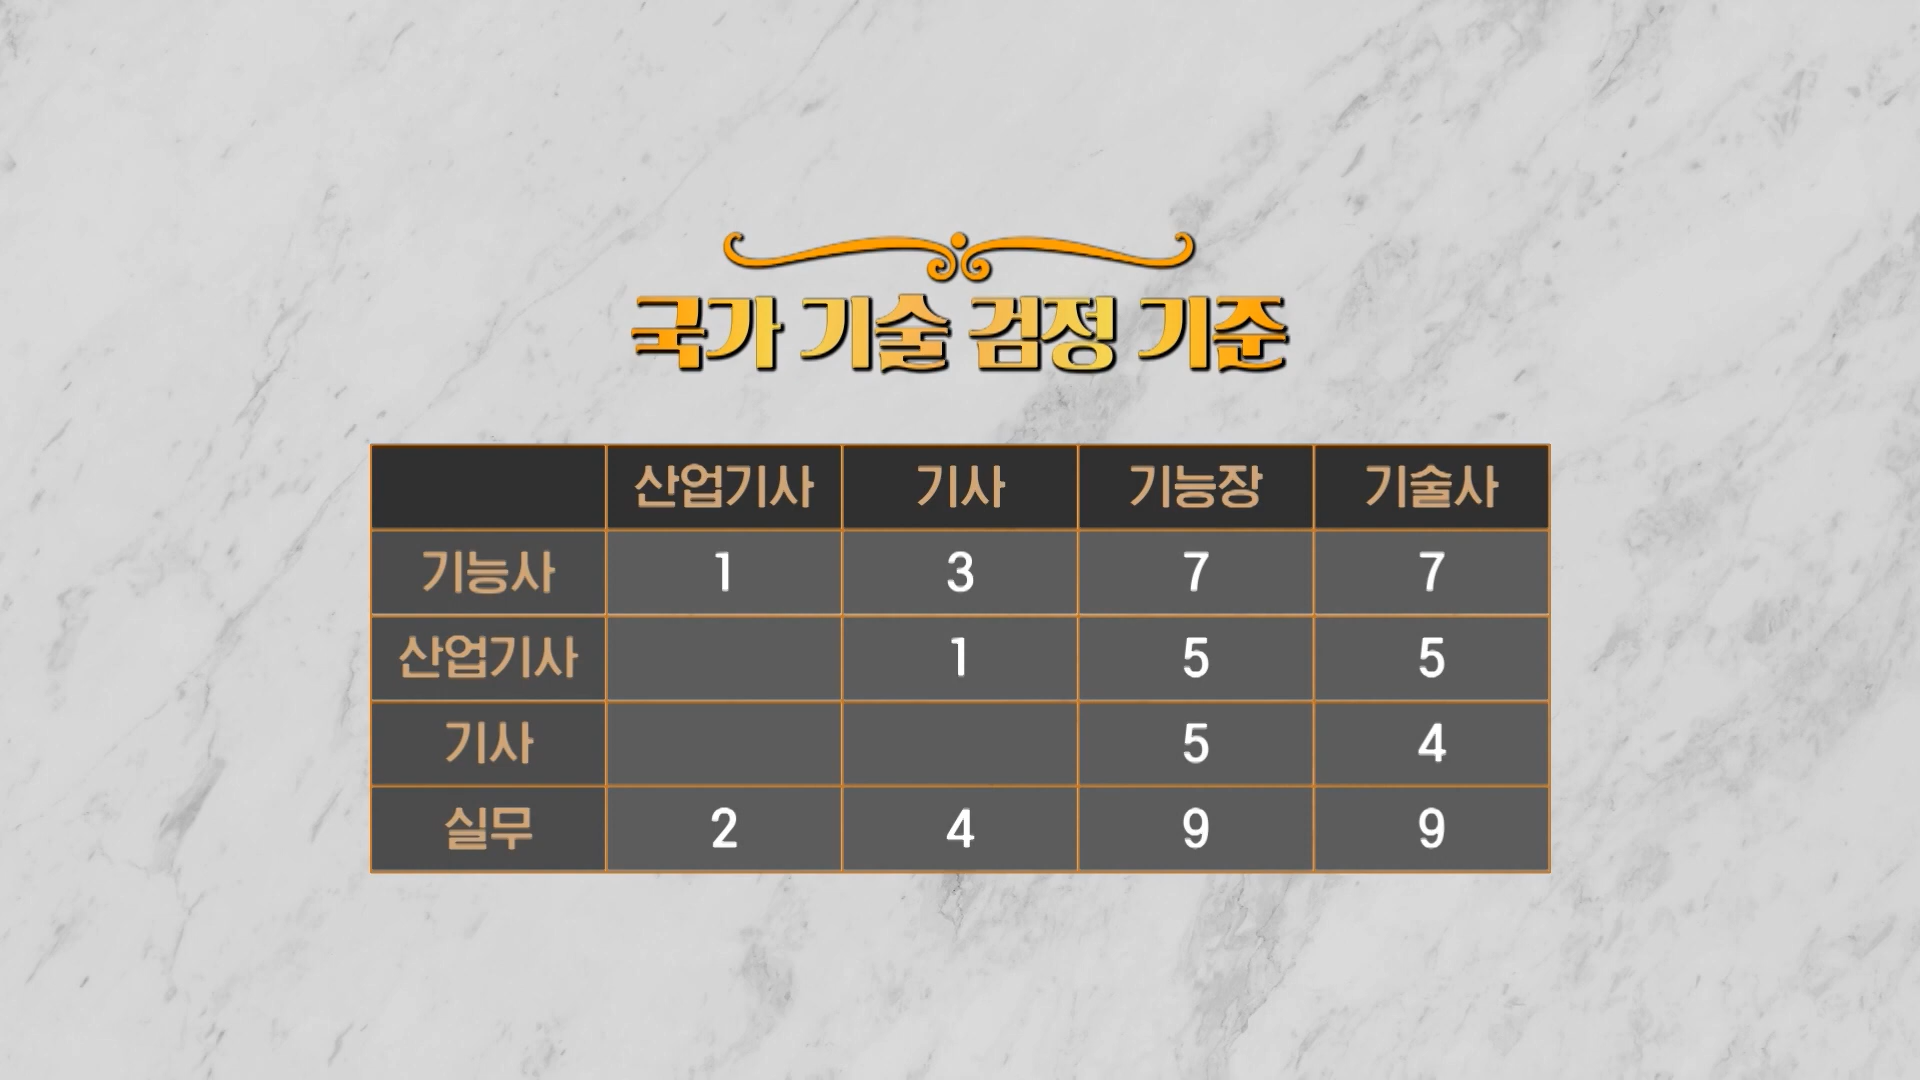 국가 기술 검정 기준
산업기사 기사 기능장 기술사
기능사 1 3 7 7
산업기사 1 5 5
기사 5 4
실무 2 4 9 9